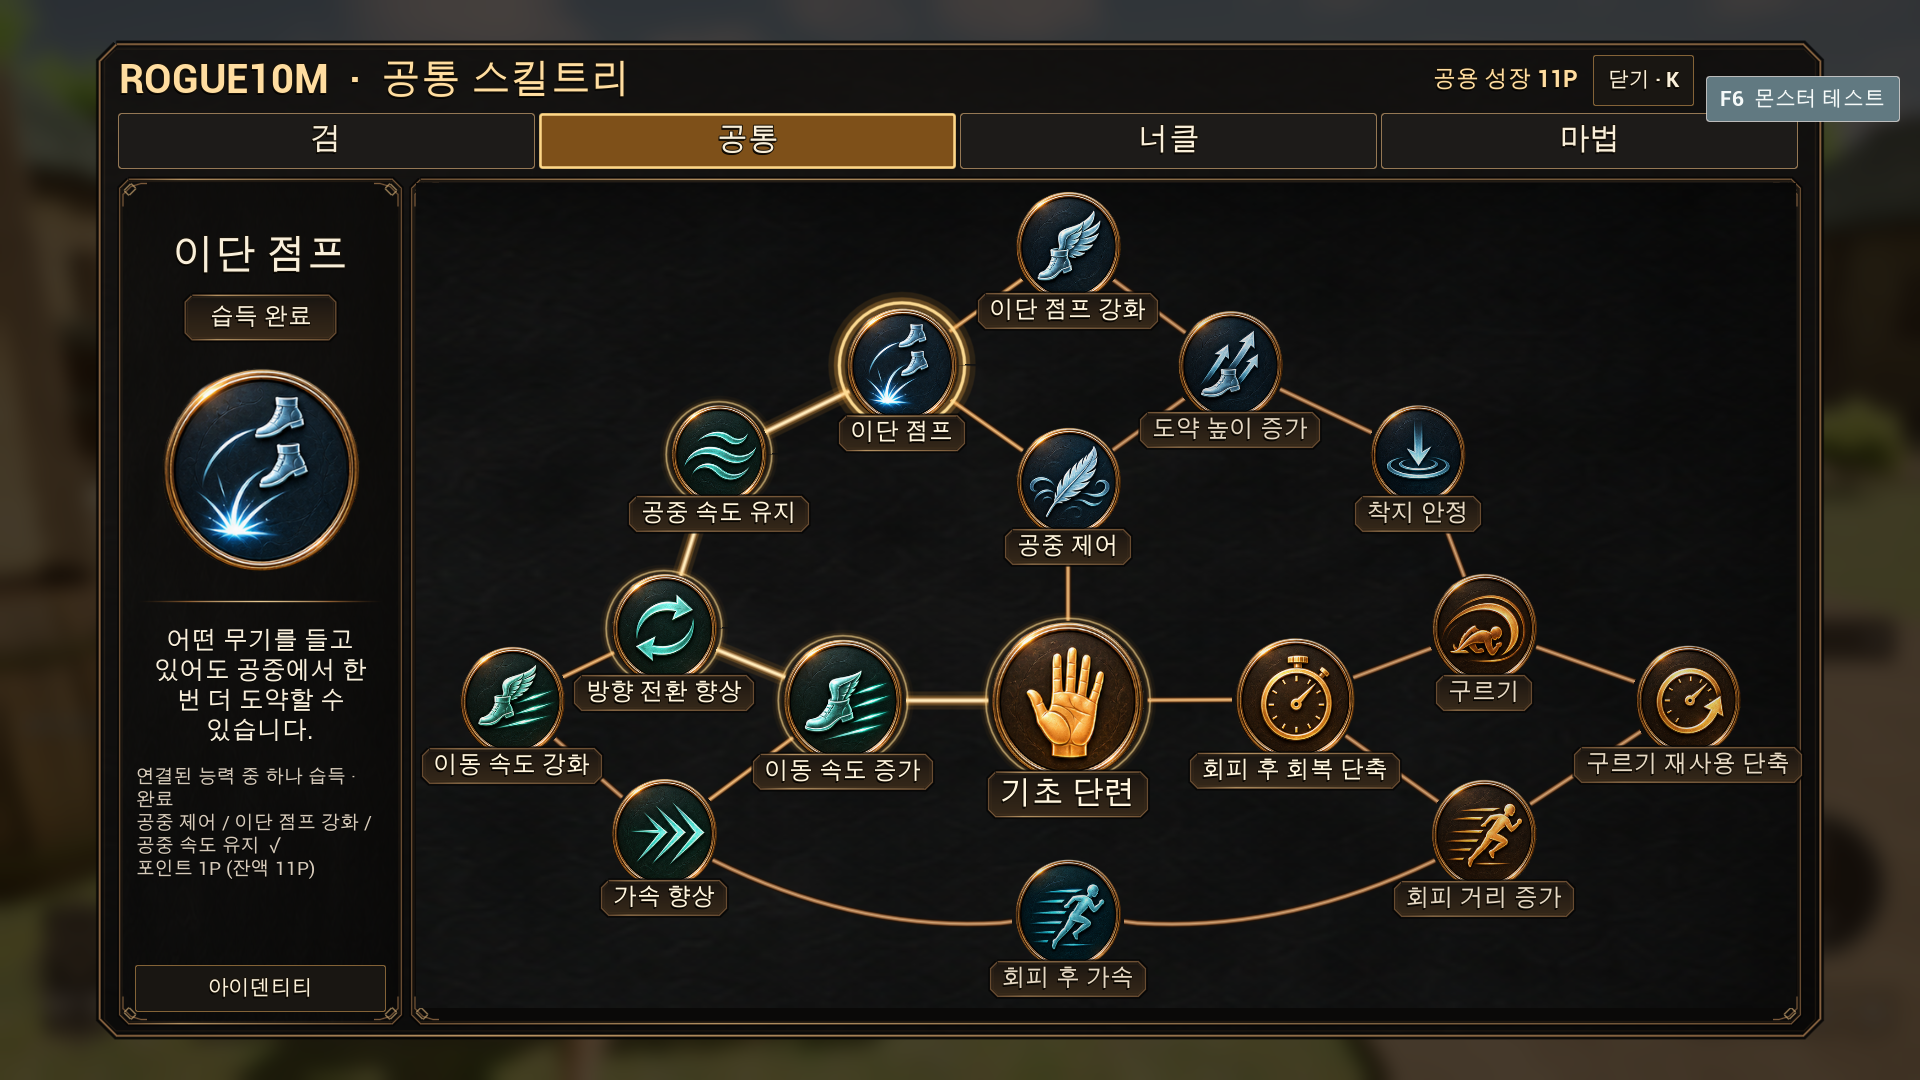 ROGUE10M · 공통 스킬트리
공용 성장 11P
닫기 · K
F6 몬스터 테스트
검
공통
너클
마법
이단 점프
습득 완료
어떤 무기를 들고
있어도 공중에서 한
번 더 도약할 수
있습니다.
연결된 능력 중 하나 습득 ·
완료
공중 제어 / 이단 점프 강화 /
공중 속도 유지 √
포인트 1P (잔액 11P)
아이덴티티
이단 점프 강화
이단 점프
도약 높이 증가
공중 속도 유지
착지 안정
공중 제어
방향 전환 향상
구르기
이동 속도 강화
이동 속도 증가
기초 단련
회피 후 회복 단축
구르기 재사용 단축
가속 향상
회피 거리 증가
회피 후 가속